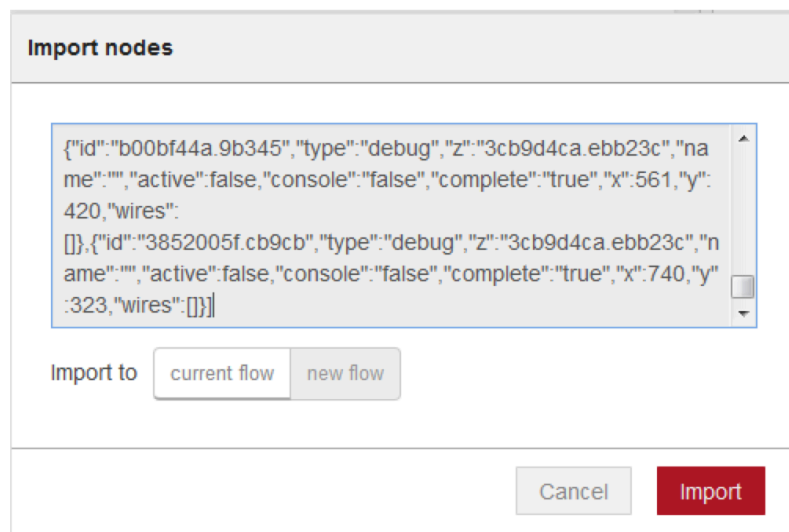 Import nodes
{"id":"b00bf44a.9b345","type":"debug","z":"3cb9d4ca.ebb23c","na
me":"","active":false,"console":"false","complete":"true","x":561,"y":
420,"wires":
[]},{"id":"3852005f.cb9cb","type":"debug","z":"3cb9d4ca.ebb23c","n
ame":"","active":false,"console":"false","complete":"true","x":740,"y"
:323,"wires":[]}]
Import to current flow new flow
Cancel Import